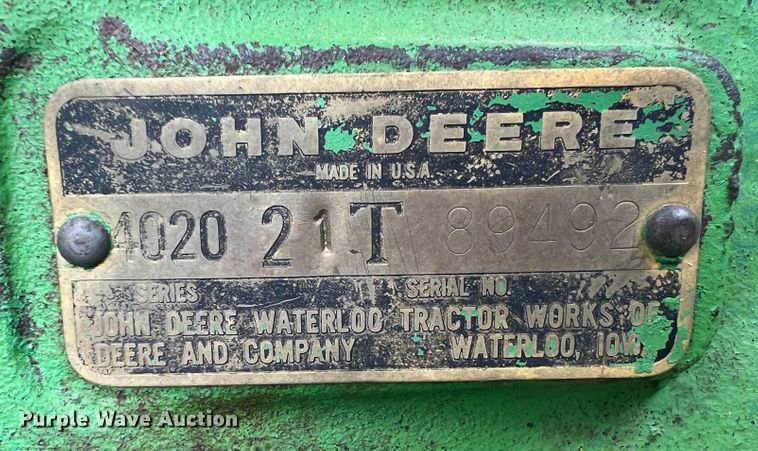 JOHN DEERE
MADE IN U.S.A.
4020 21T 89492
SERIES SERIAL NO.
JOHN DEERE WATERLOO TRACTOR WORKS OF
DEERE AND COMPANY WATERLOO, IOWA
Purple Wave Auction